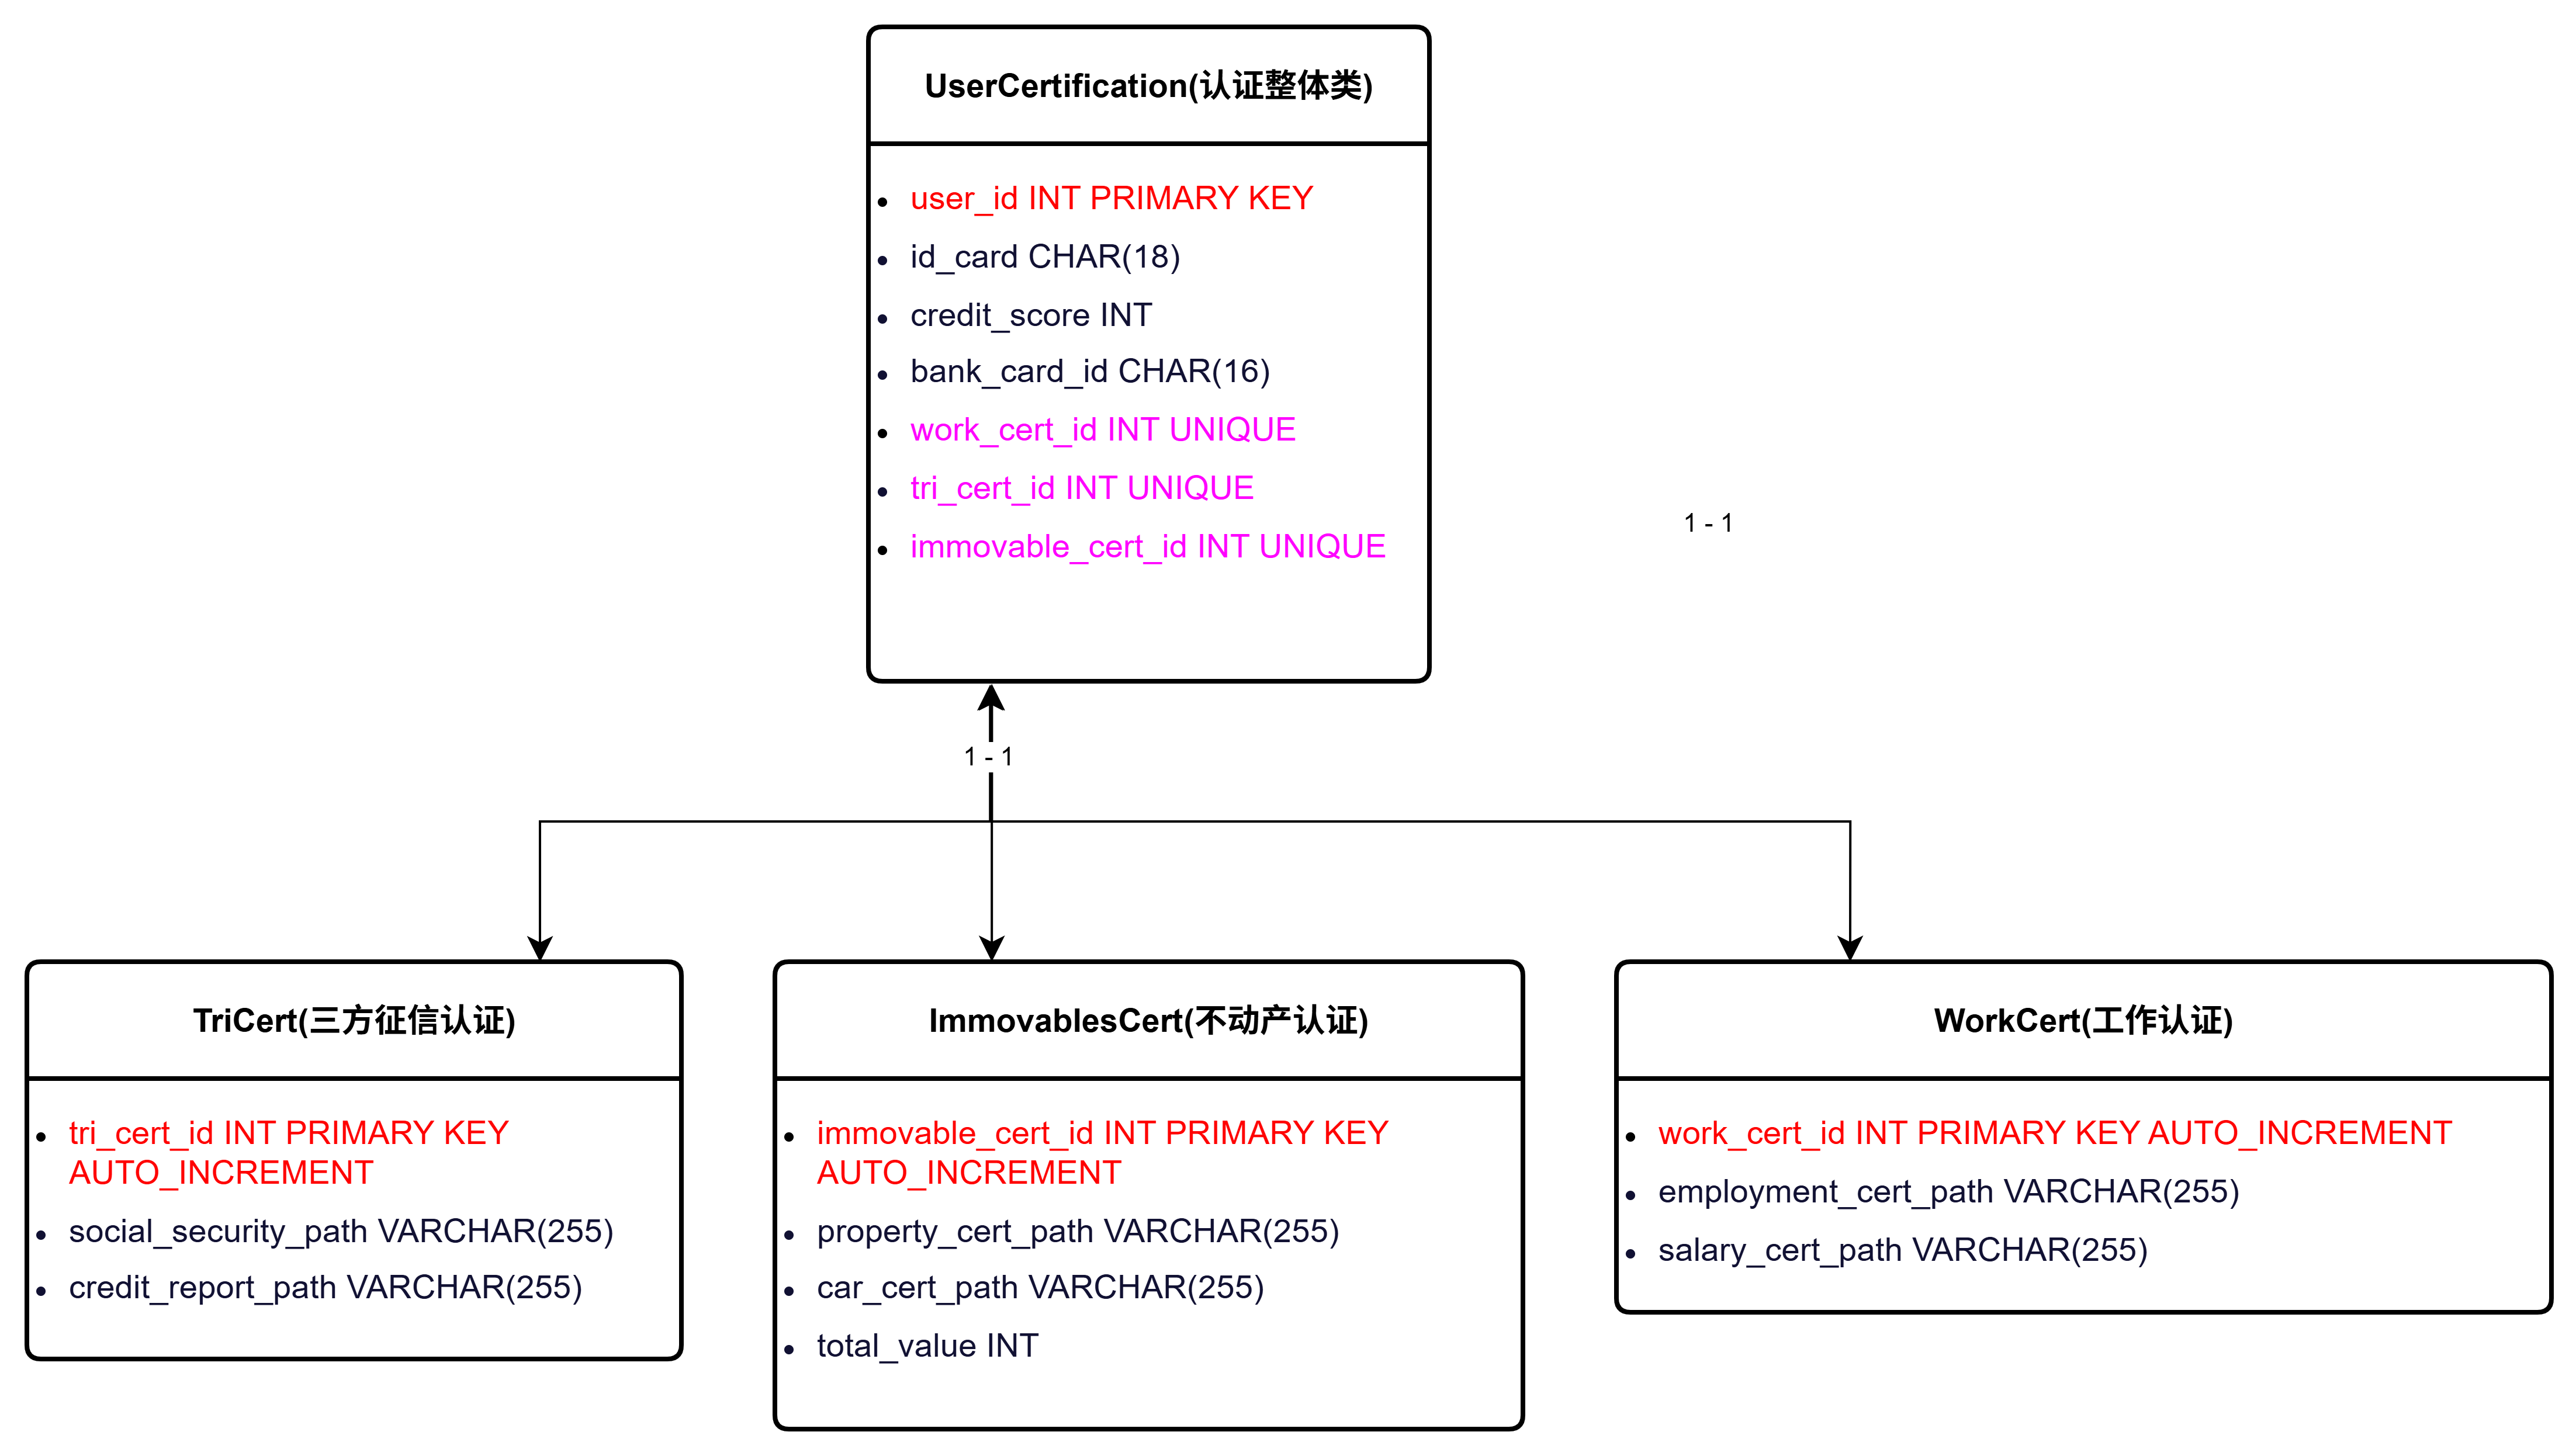 UserCertification(认证整体类)
user_id INT PRIMARY KEY
id_card CHAR(18)
credit_score INT
bank_card_id CHAR(16)
work_cert_id INT UNIQUE
tri_cert_id INT UNIQUE
immovable_cert_id INT UNIQUE
1 - 1
1 - 1
TriCert(三方征信认证)
tri_cert_id INT PRIMARY KEY
AUTO_INCREMENT
social_security_path VARCHAR(255)
credit_report_path VARCHAR(255)
ImmovablesCert(不动产认证)
immovable_cert_id INT PRIMARY KEY
AUTO_INCREMENT
property_cert_path VARCHAR(255)
car_cert_path VARCHAR(255)
total_value INT
WorkCert(工作认证)
work_cert_id INT PRIMARY KEY AUTO_INCREMENT
employment_cert_path VARCHAR(255)
salary_cert_path VARCHAR(255)